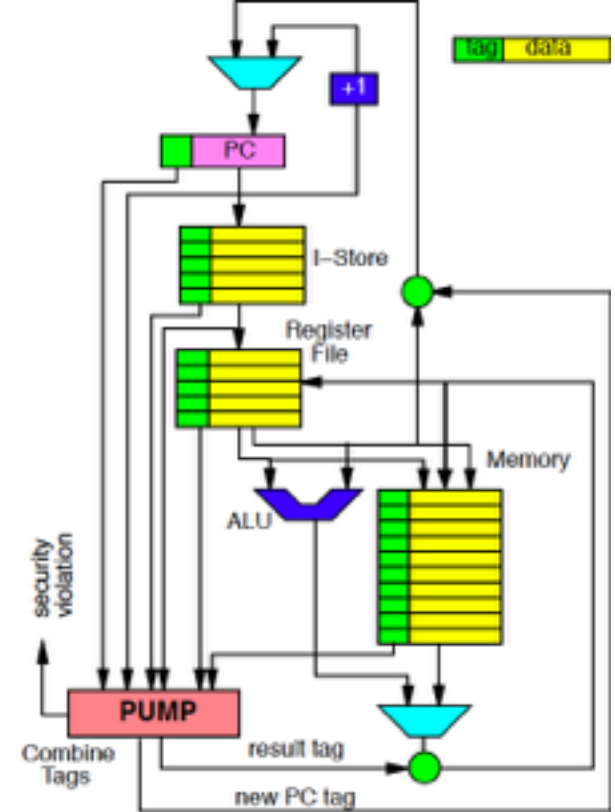 tag data
+1
PC
I-Store
Register
File
Memory
ALU
security
violation
PUMP
Combine
Tags
result tag
new PC tag